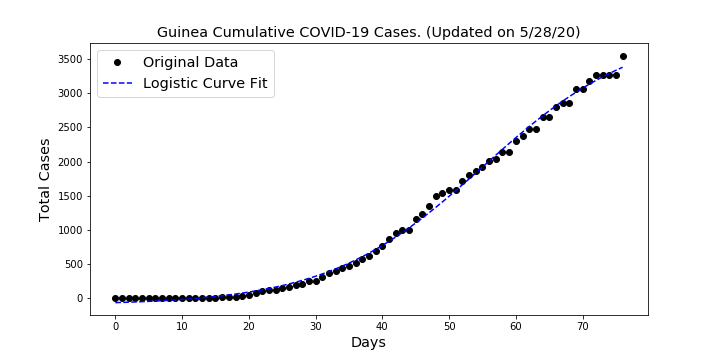 Guinea Cumulative COVID-19 Cases. (Updated on 5/28/20)
Original Data
Logistic Curve Fit
Total Cases
3500
3000
2500
2000
1500
1000
500
0
0 10 20 30 40 50 60 70
Days